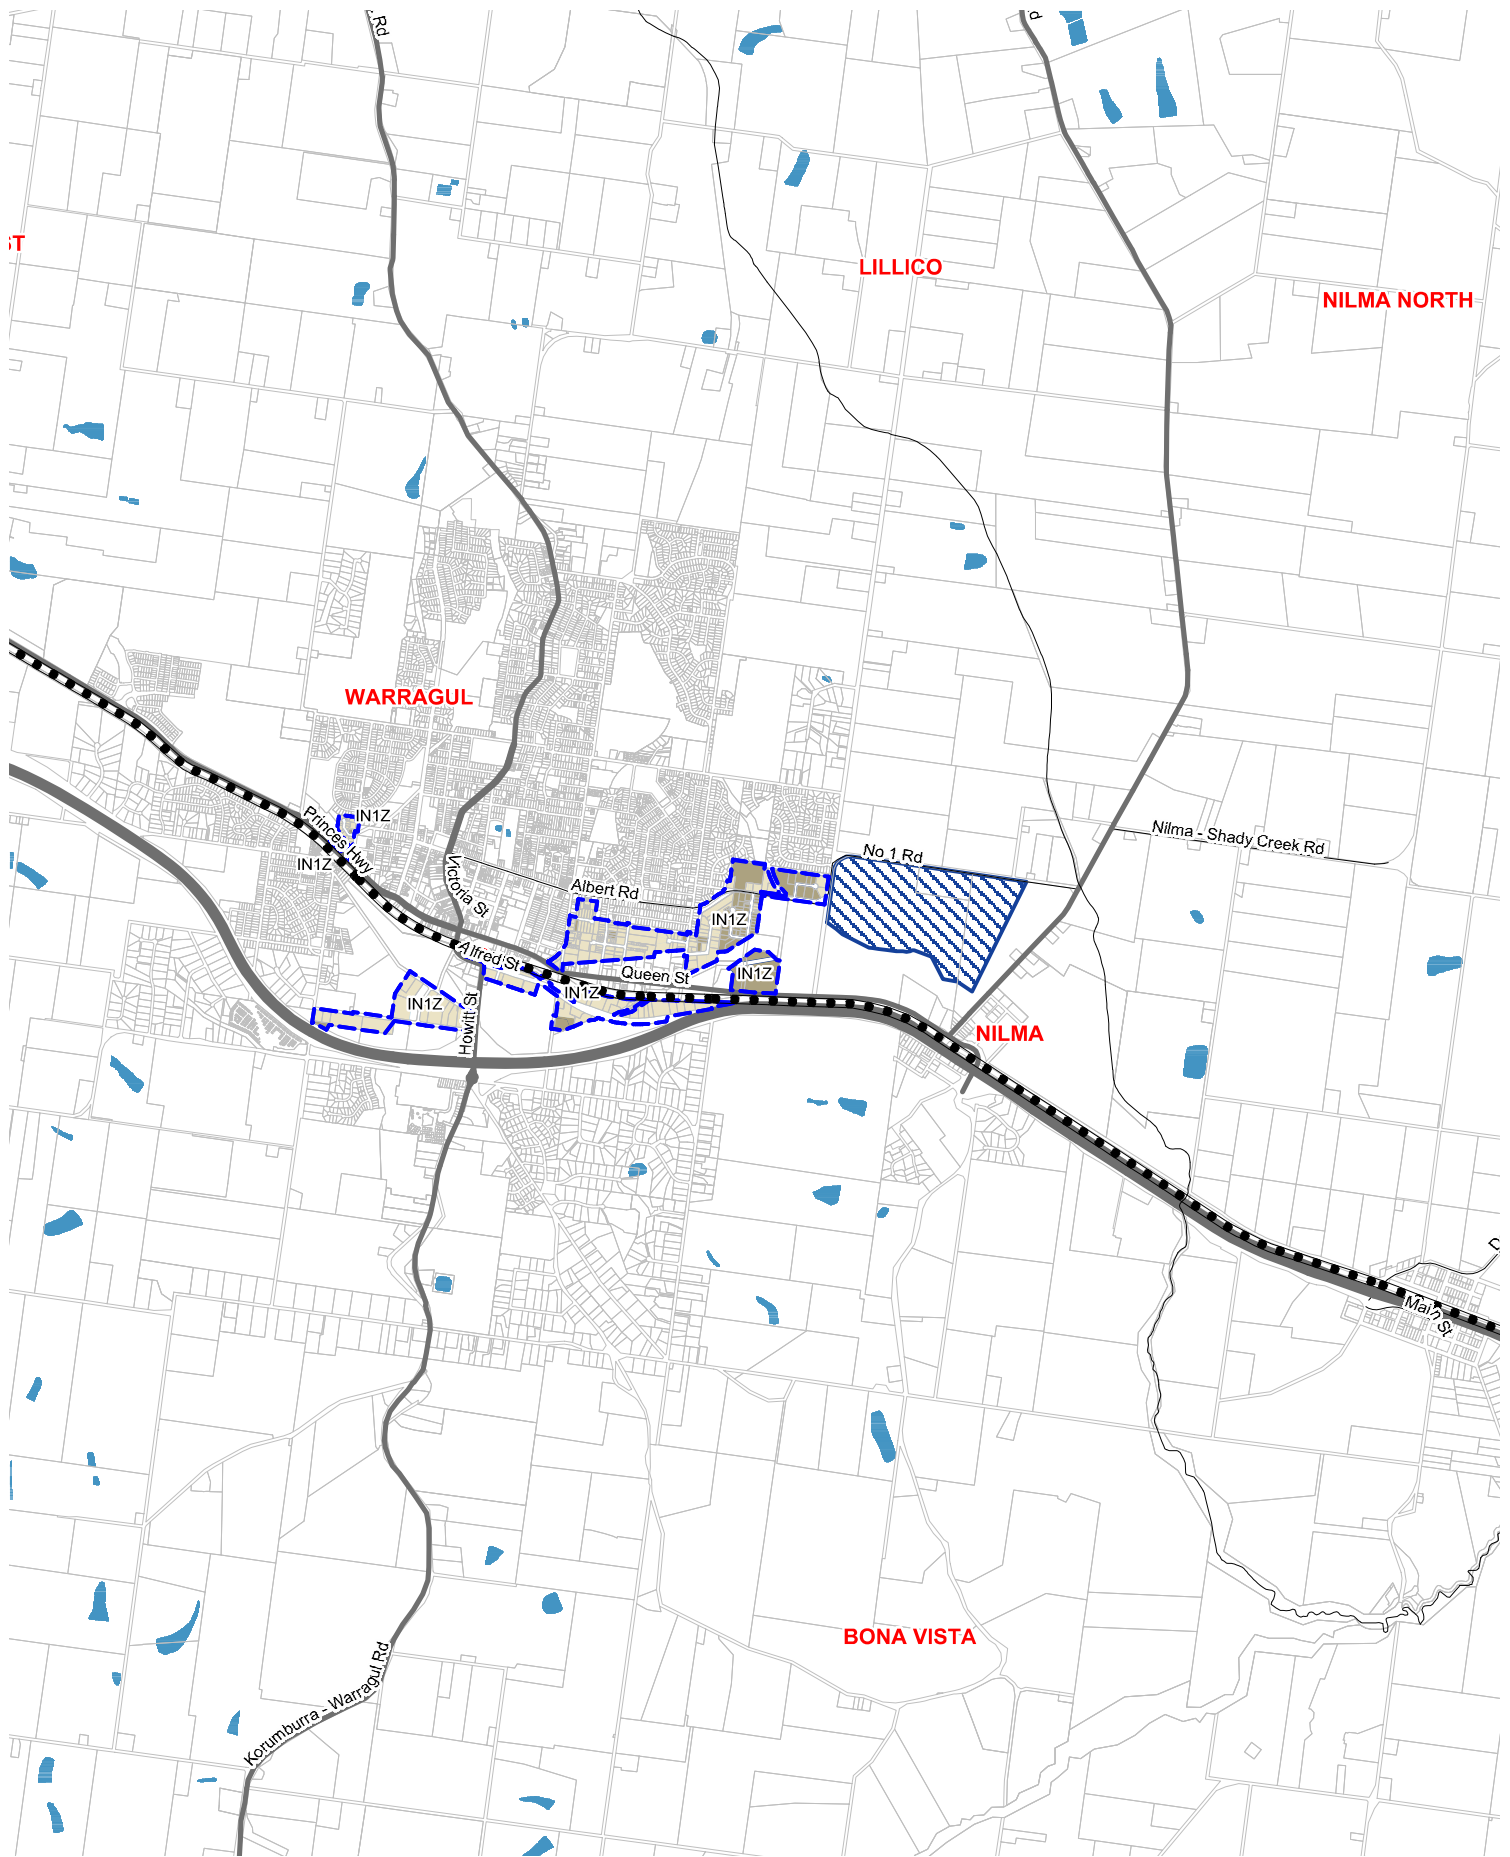 Rd
LILLICO
NILMA NORTH
WARRAGUL
IN1Z
Princes Hwy
IN1Z
Nilma - Shady Creek Rd
No 1 Rd
Victoria St
Albert Rd
IN1Z
Alfred St
Queen St
IN1Z
IN1Z
IN1Z
Howitt St
NILMA
Main St
BONA VISTA
Korumburra - Warragul Rd